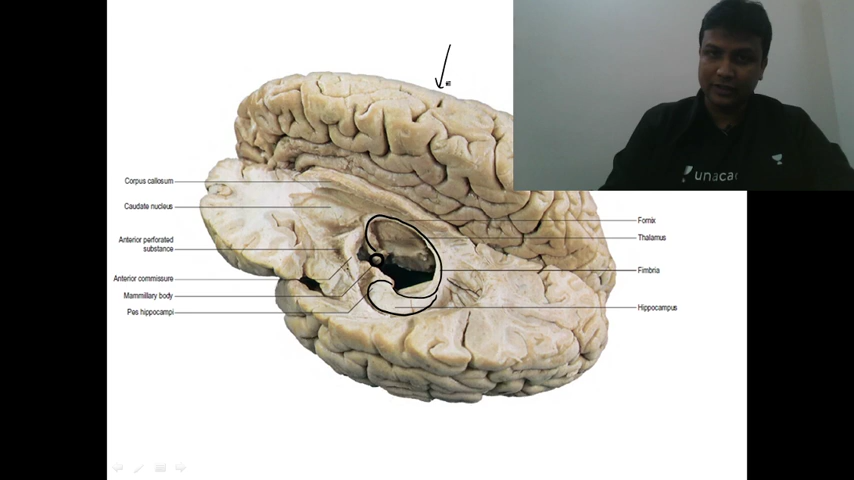 unacad
Corpus callosum
Caudate nucleus
Anterior perforated
substance
Anterior commissure
Mammillary body
Pes hippocampi
Fornix
Thalamus
Fimbria
Hippocampus